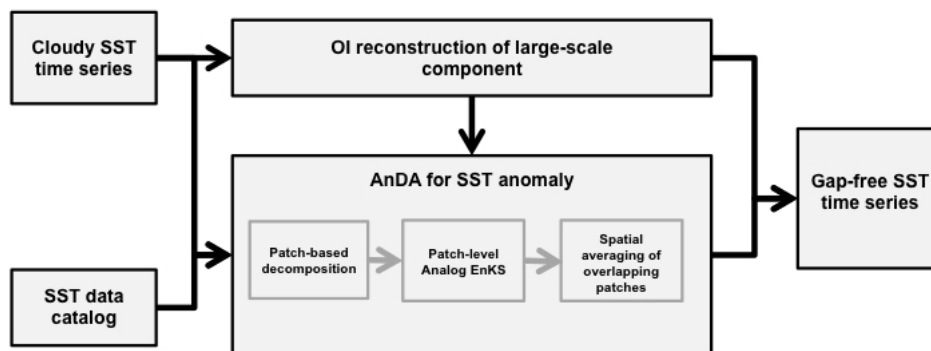 Cloudy SST
time series
OI reconstruction of large-scale
component
AnDA for SST anomaly
Patch-based
decomposition
Patch-level
Analog EnKS
Spatial
averaging of
overlapping
patches
Gap-free SST
time series
SST data
catalog